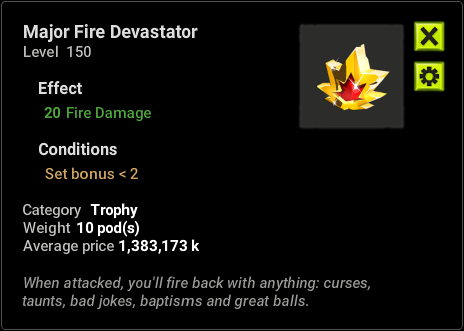 Major Fire Devastator
Level 150
Effect
20 Fire Damage
Conditions
Set bonus < 2
Category Trophy
Weight 10 pod(s)
Average price 1,383,173 k
When attacked, you'll fire back with anything: curses,
taunts, bad jokes, baptisms and great balls.